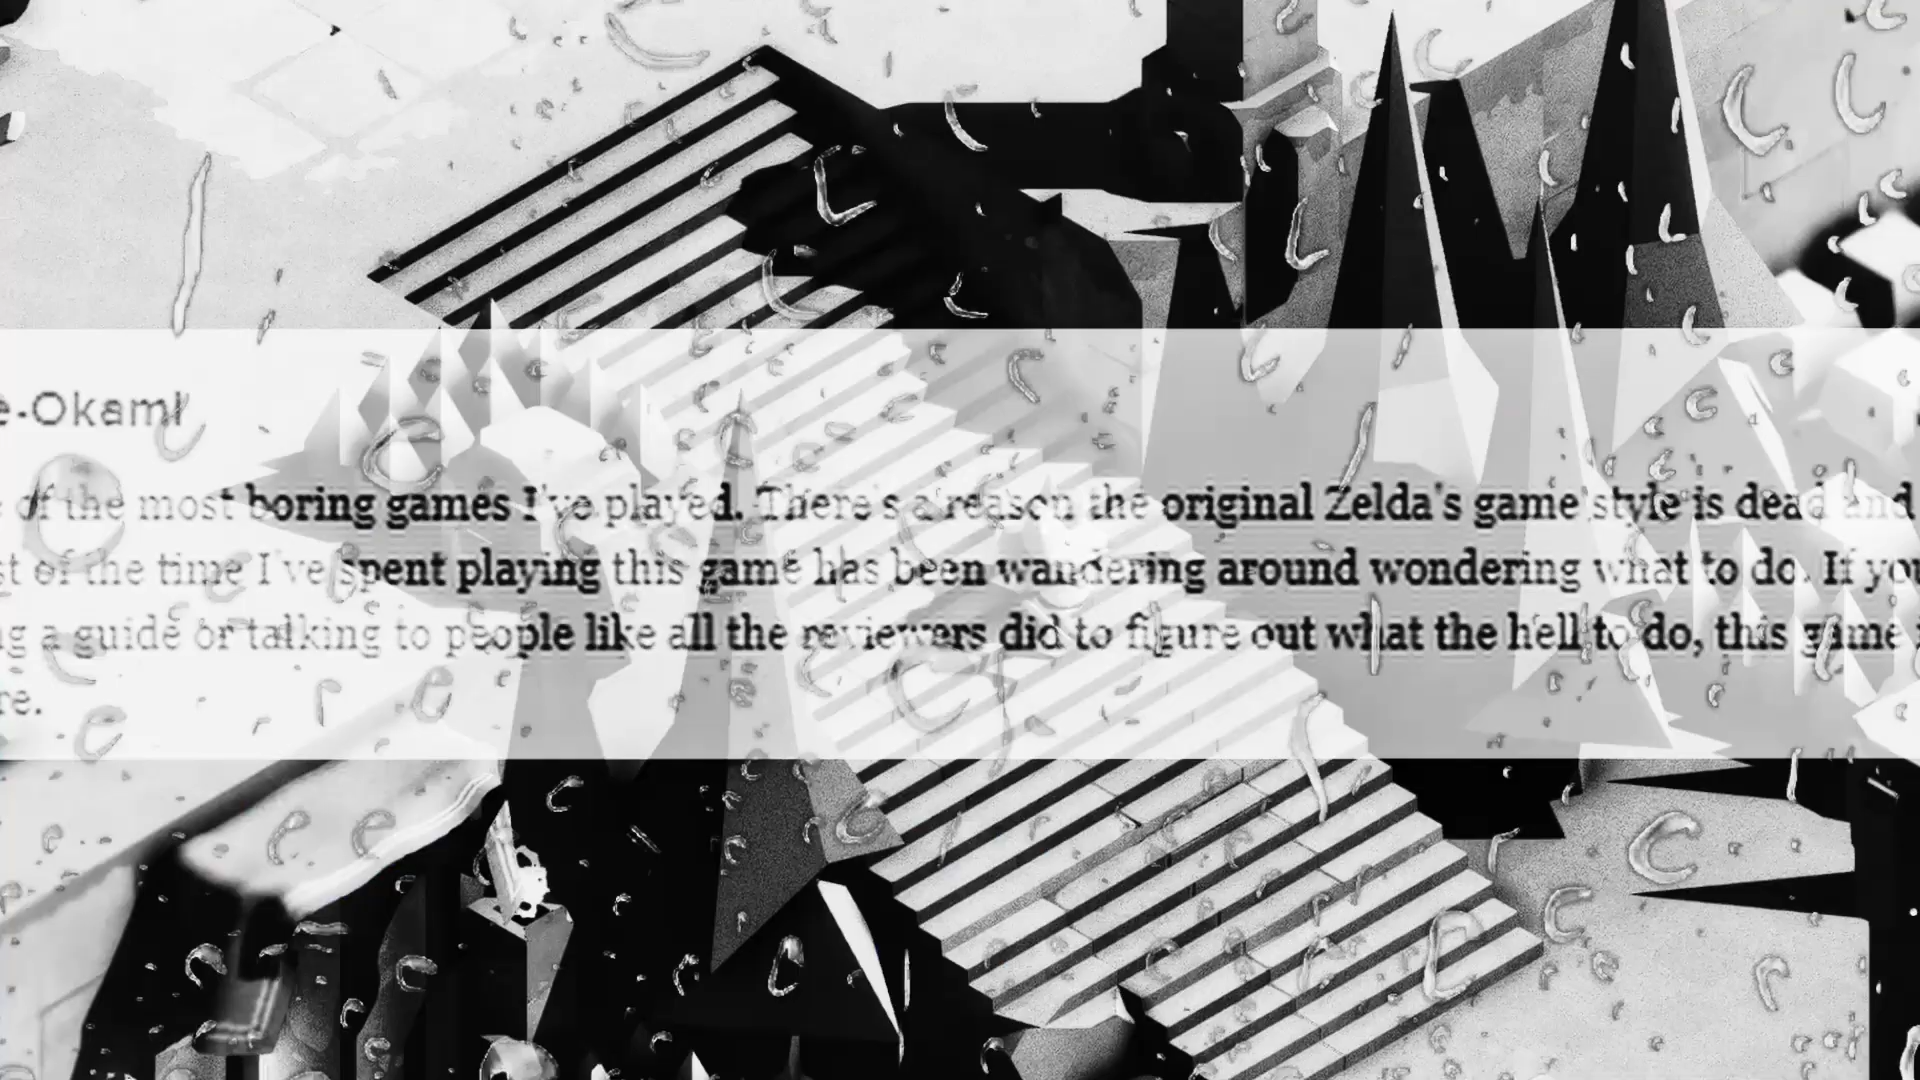 e-Okami
of the most boring games I've played. There's a reason the original Zelda's game style is dead and
st of the time I've spent playing this game has been wandering around wondering what to do. If you
ng a guide or talking to people like all the reviewers did to figure out what the hell to do, this game
re.